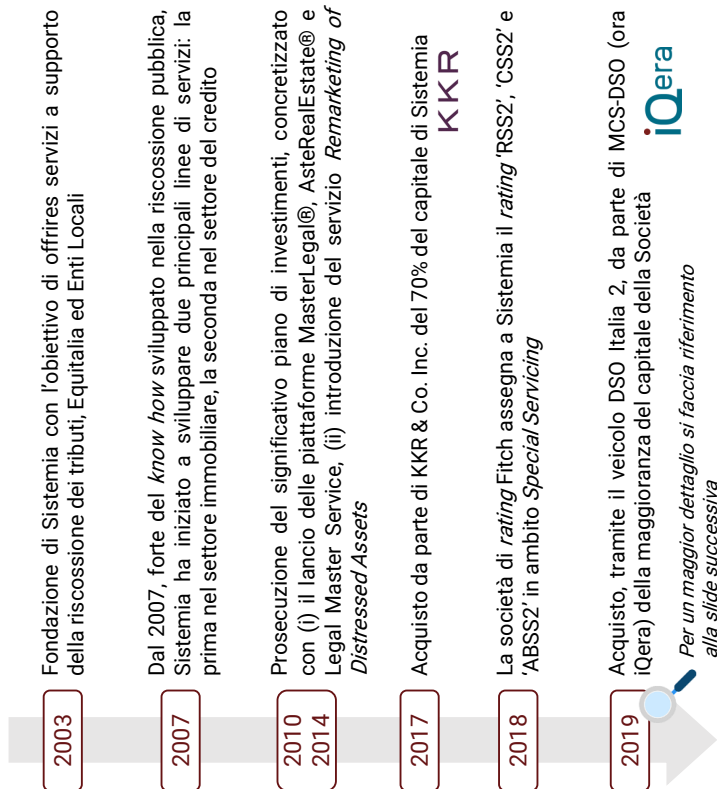 2003
Fondazione di Sistemia con l'obiettivo di offrires servizi a supporto
della riscossione dei tributi, Equitalia ed Enti Locali
2007
Dal 2007, forte del know how sviluppato nella riscossione pubblica,
Sistemia ha iniziato a sviluppare due principali linee di servizi: la
prima nel settore immobiliare, la seconda nel settore del credito
2010
2014
Prosecuzione del significativo piano di investimenti, concretizzato
con (i) il lancio delle piattaforme MasterLegal®, AsteRealEstate® e
Legal Master Service, (ii) introduzione del servizio Remarketing of
Distressed Assets
2017
Acquisto da parte di KKR & Co. Inc. del 70% del capitale di Sistemia
KKR
2018
La società di rating Fitch assegna a Sistemia il rating 'RSS2', 'CSS2' e
'ABSS2' in ambito Special Servicing
2019
Acquisto, tramite il veicolo DSO Italia 2, da parte di MCS-DSO (ora
iQera) della maggioranza del capitale della Società
iQera
Per un maggior dettaglio si faccia riferimento
alla slide successiva